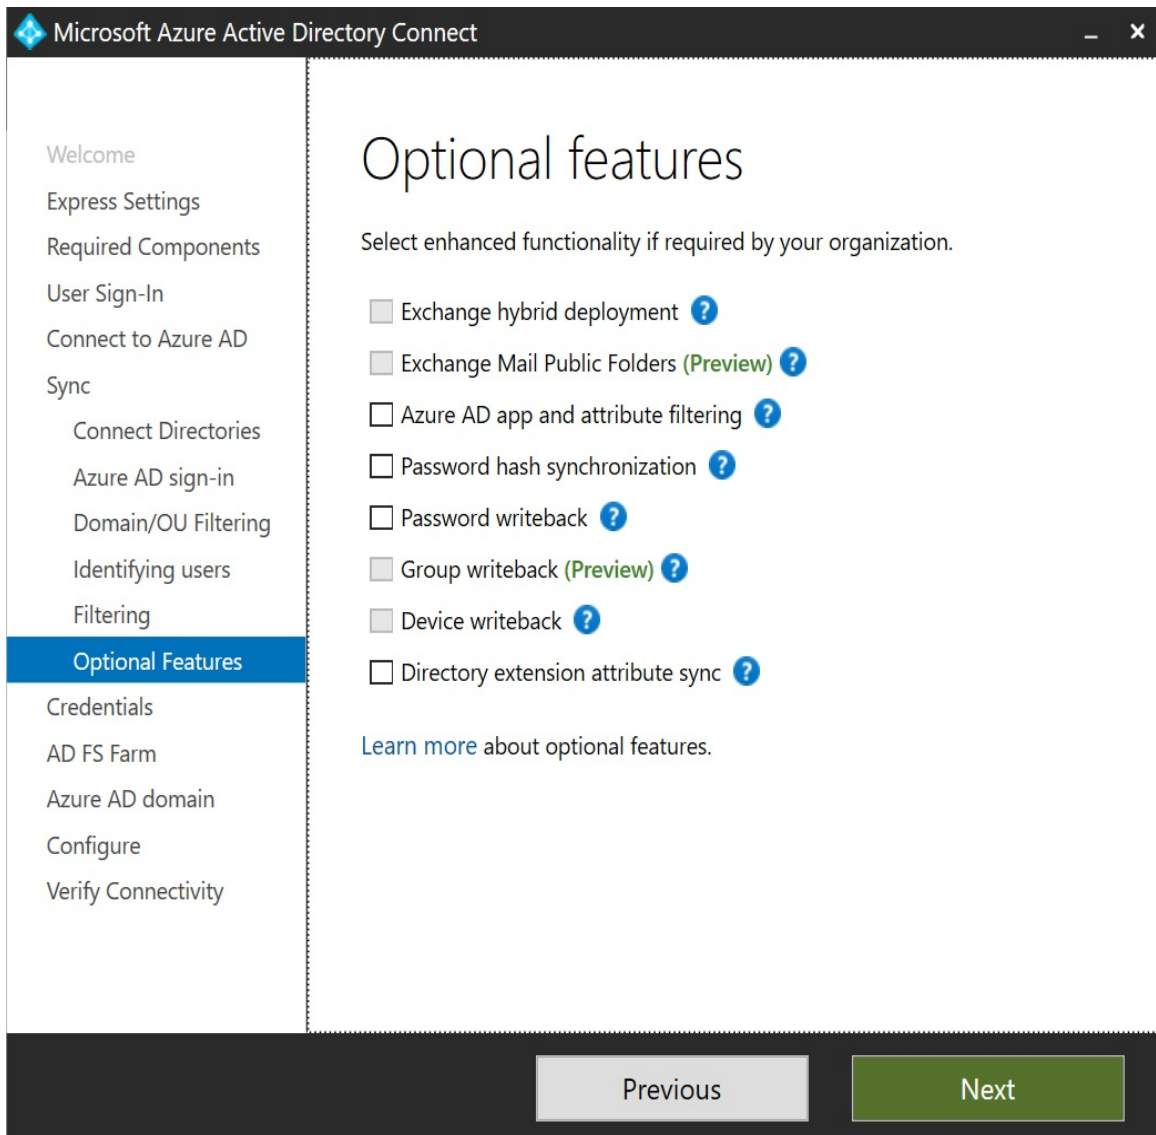 Microsoft Azure Active Directory Connect
Welcome
Express Settings
Required Components
User Sign-In
Connect to Azure AD
Sync
Connect Directories
Azure AD sign-in
Domain/OU Filtering
Identifying users
Filtering
Optional Features
Credentials
AD FS Farm
Azure AD domain
Configure
Verify Connectivity
Optional features
Select enhanced functionality if required by your organization.
Exchange hybrid deployment ?
Exchange Mail Public Folders (Preview) ?
Azure AD app and attribute filtering ?
Password hash synchronization ?
Password writeback ?
Group writeback (Preview) ?
Device writeback ?
Directory extension attribute sync ?
Learn more about optional features.
Previous
Next